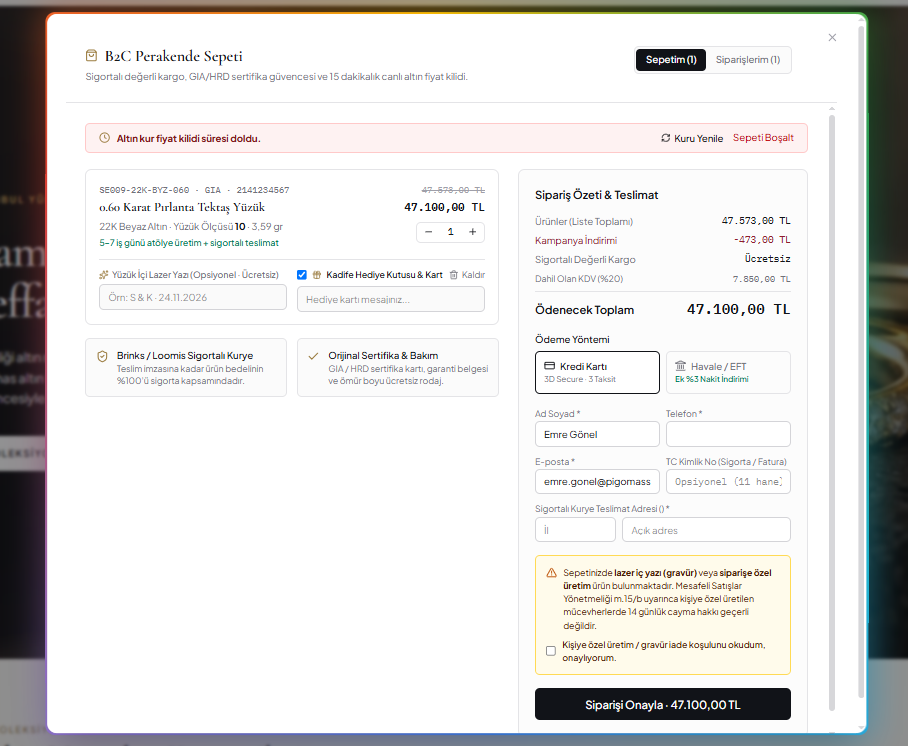 B2C Perakende Sepeti
Sigortalı değerli kargo, GIA/HRD sertifika güvencesi ve 15 dakikalık canlı altın fiyat kilidi.
Sepetim (1)
Siparişlerim (1)
Altın kur fiyat kilidi süresi doldu.
Kuru Yenile
Sepeti Boşalt
SE009-22K-BYZ-060 · GIA · 2141234567
47.573,00 TL
0.60 Karat Pırlanta Tektaş Yüzük
47.100,00 TL
22K Beyaz Altın · Yüzük Ölçüsü 10 · 3,59 gr
− 1 +
5–7 iş günü atölye üretim + sigortalı teslimat
Yüzük İçi Lazer Yazı (Opsiyonel · Ücretsiz)
Kadife Hediye Kutusu & Kart
Kaldır
Örn: S & K · 24.11.2026
Hediye kartı mesajınız...
Brinks / Loomis Sigortalı Kurye
Teslim imzasına kadar ürün bedelinin
%100'ü sigorta kapsamındadır.
Orijinal Sertifika & Bakım
GIA / HRD sertifika kartı, garanti belgesi
ve ömür boyu ücretsiz rodaj.
Sipariş Özeti & Teslimat
Ürünler (Liste Toplamı)
47.573,00 TL
Kampanya İndirimi
-473,00 TL
Sigortalı Değerli Kargo
Ücretsiz
Dahil Olan KDV (%20)
7.850,00 TL
Ödenecek Toplam
47.100,00 TL
Ödeme Yöntemi
Kredi Kartı
3D Secure · 3 Taksit
Havale / EFT
Ek %3 Nakit İndirimi
Ad Soyad *
Telefon *
Emre Gönel
E-posta *
TC Kimlik No (Sigorta / Fatura)
emre.gonel@pigomass
Opsiyonel (11 hane)
Sigortalı Kurye Teslimat Adresi () *
İl
Açık adres
Sepetinizde lazer iç yazı (gravür) veya siparişe özel
üretim ürün bulunmaktadır. Mesafeli Satışlar
Yönetmeliği m.15/b uyarınca kişiye özel üretilen
mücevherlerde 14 günlük cayma hakkı geçerli
değildir.
Kişiye özel üretim / gravür iade koşulunu okudum,
onaylıyorum.
Siparişi Onayla · 47.100,00 TL